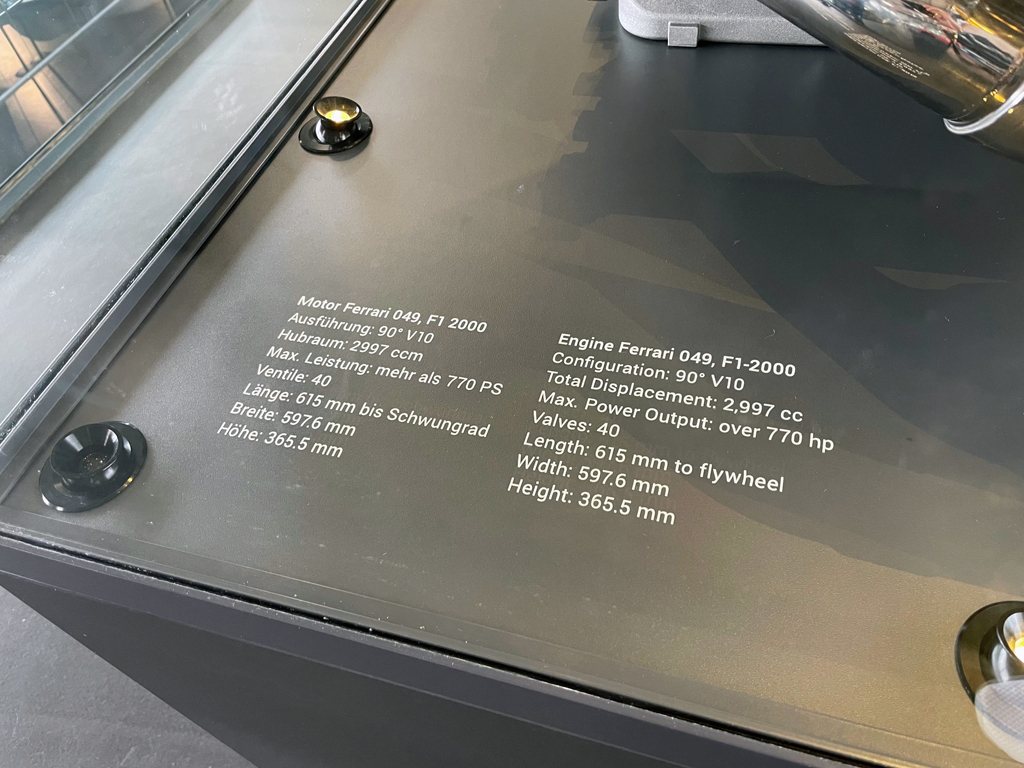 Motor Ferrari 049, F1 2000
Ausführung: 90° V10
Hubraum: 2997 ccm
Max. Leistung: mehr als 770 PS
Ventile: 40
Länge: 615 mm bis Schwungrad
Breite: 597.6 mm
Höhe: 365.5 mm
Engine Ferrari 049, F1-2000
Configuration: 90° V10
Total Displacement: 2,997 cc
Max. Power Output: over 770 hp
Valves: 40
Length: 615 mm to flywheel
Width: 597.6 mm
Height: 365.5 mm